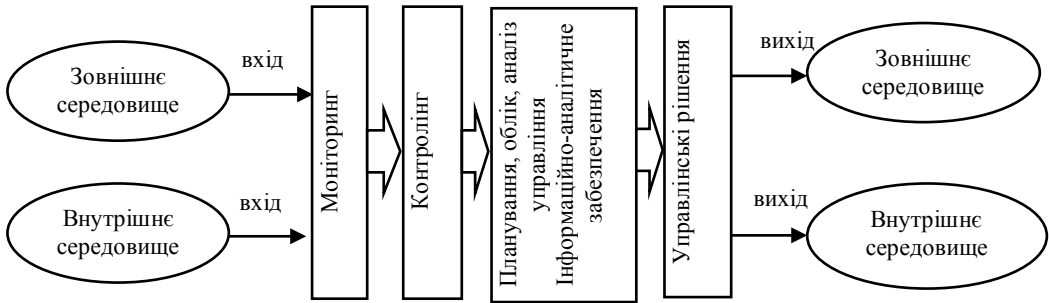 Зовнішнє
середовище
вхід
Внутрішнє
середовище
вхід
Моніторинг
Контролінг
Планування, облік, аналіз
управління
Інформаційно-аналітичне
забезпечення
Управлінські рішення
вихід
Зовнішнє
середовище
вихід
Внутрішнє
середовище